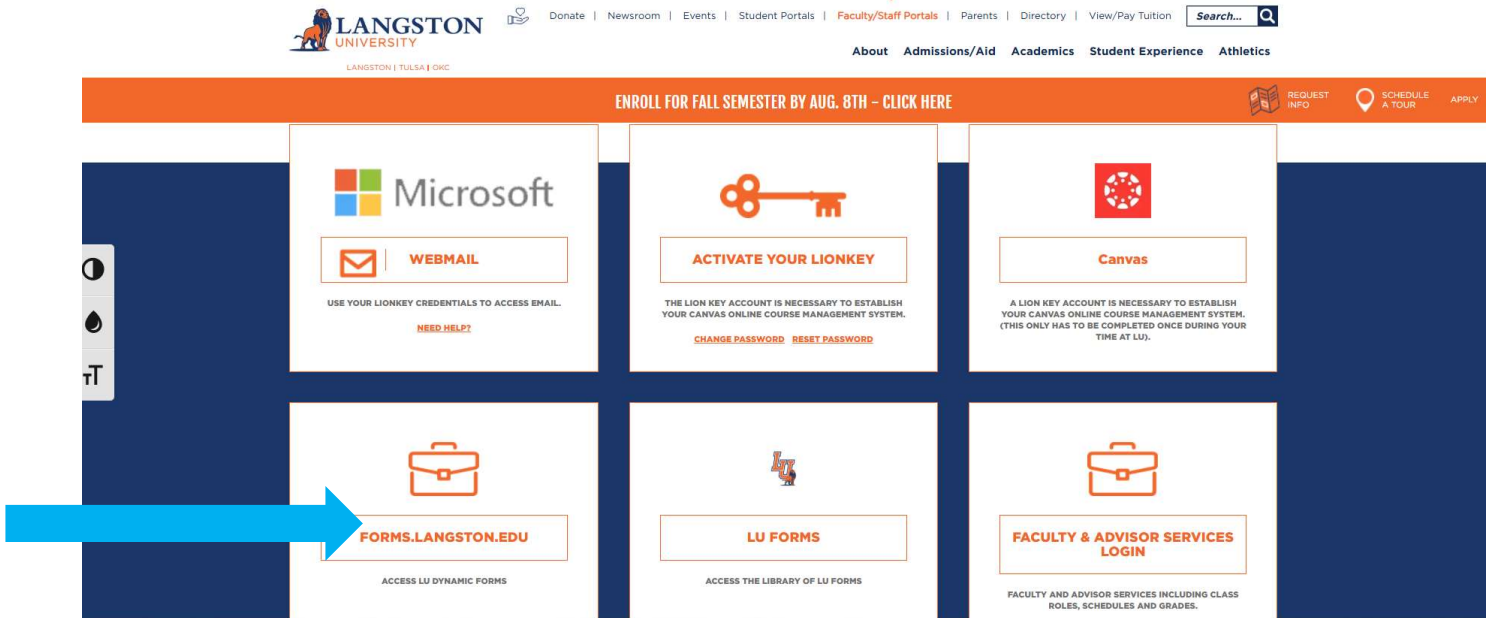 LANGSTON
UNIVERSITY
LANGSTON | TULSA | OKC
Donate | Newsroom | Events | Student Portals | Faculty/Staff Portals | Parents | Directory | View/Pay Tuition
Search...
About Admissions/Aid Academics Student Experience Athletics
ENROLL FOR FALL SEMESTER BY AUG. 8TH – CLICK HERE
REQUEST
INFO
SCHEDULE
A TOUR
APPLY
Microsoft
WEBMAIL
USE YOUR LIONKEY CREDENTIALS TO ACCESS EMAIL.
NEED HELP?
ACTIVATE YOUR LIONKEY
THE LION KEY ACCOUNT IS NECESSARY TO ESTABLISH
YOUR CANVAS ONLINE COURSE MANAGEMENT SYSTEM.
CHANGE PASSWORD RESET PASSWORD
Canvas
A LION KEY ACCOUNT IS NECESSARY TO ESTABLISH
YOUR CANVAS ONLINE COURSE MANAGEMENT SYSTEM.
(THIS ONLY HAS TO BE COMPLETED ONCE DURING YOUR
TIME AT LU).
TT
FORMS.LANGSTON.EDU
ACCESS LU DYNAMIC FORMS
LU
LU FORMS
ACCESS THE LIBRARY OF LU FORMS
FACULTY & ADVISOR SERVICES
LOGIN
FACULTY AND ADVISOR SERVICES INCLUDING CLASS
ROLES, SCHEDULES AND GRADES.